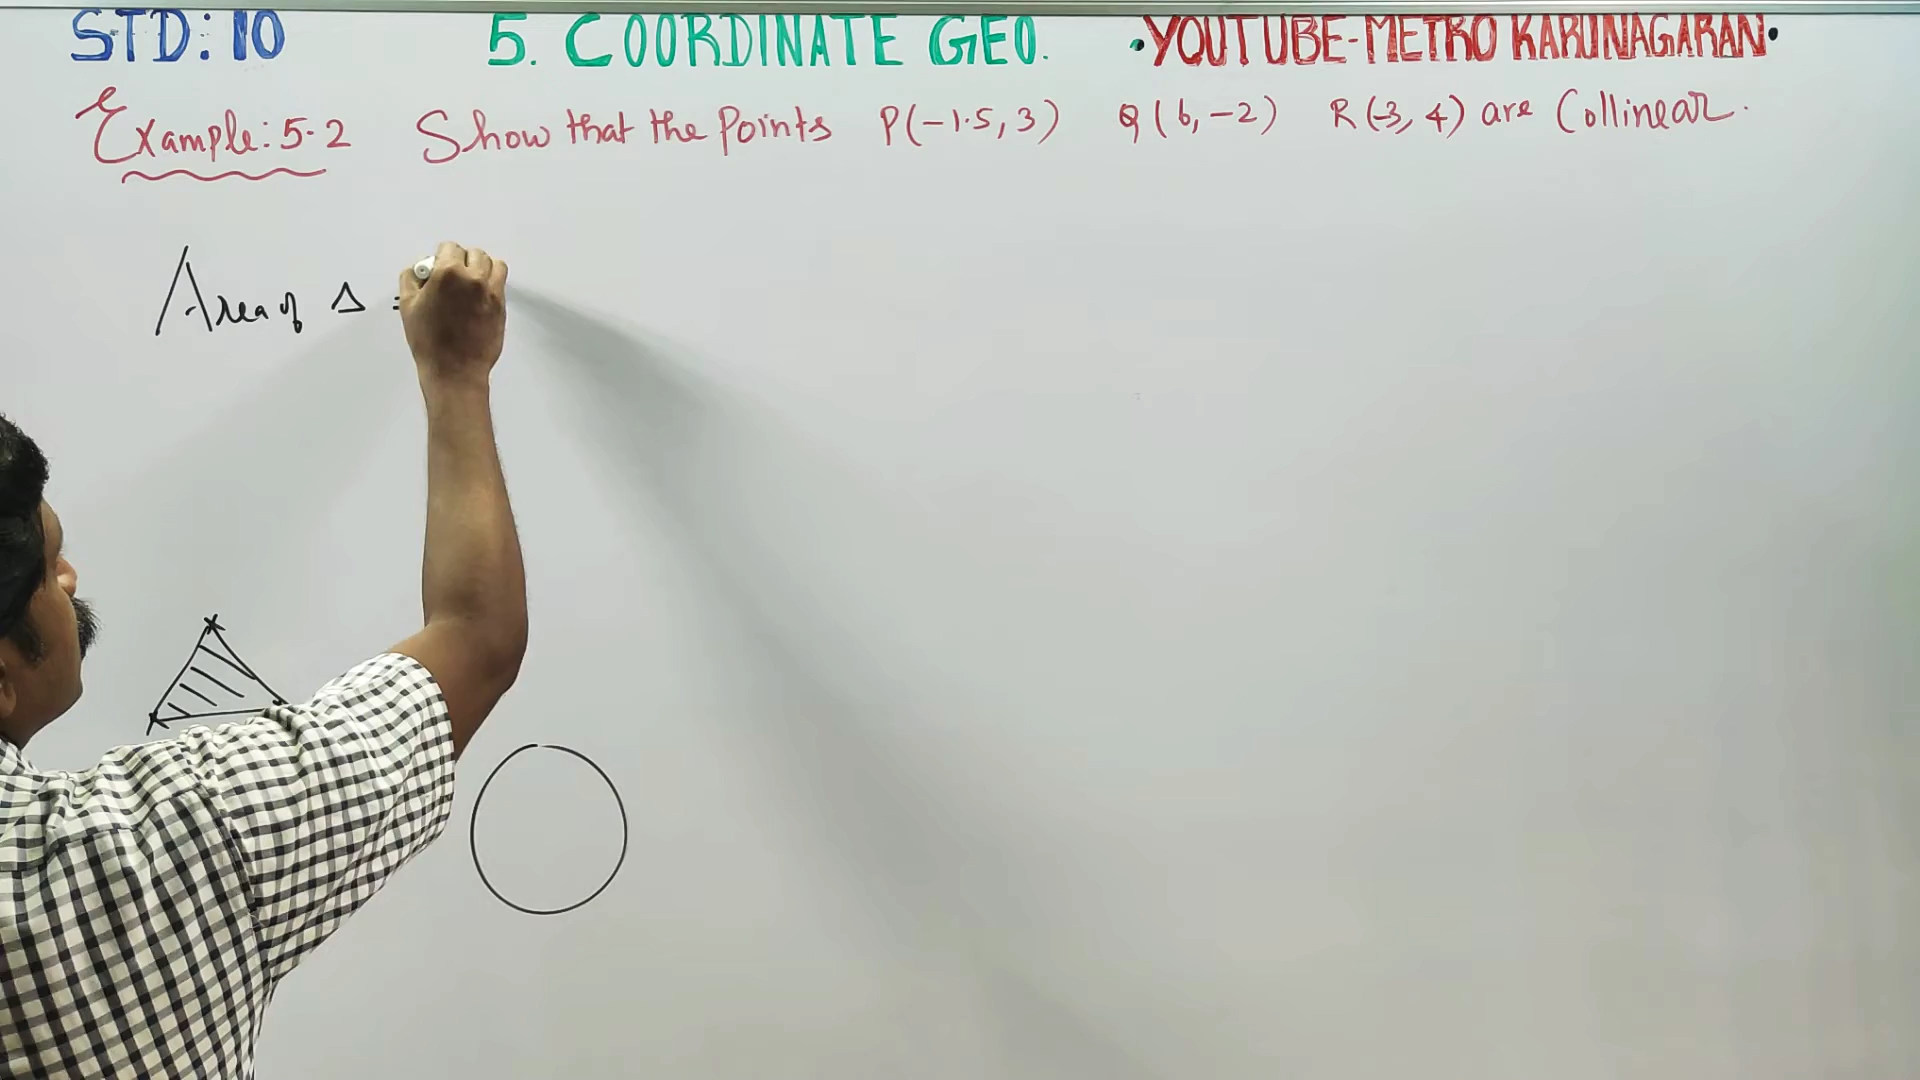 STD: 10 5. COORDINATE GEO. •YOUTUBE-METRO KARUNAGARAN•
Example: 5.2 Show that the Points P(-1.5, 3) Q(6, -2) R(-3, 4) are Collinear.
Area of Δ =